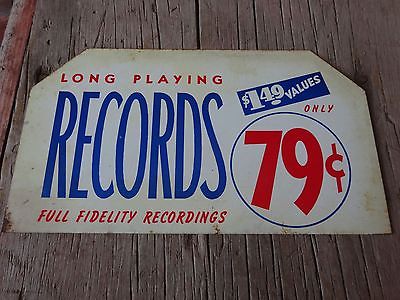 LONG PLAYING
RECORDS
FULL FIDELITY RECORDINGS
$1.49 VALUES
ONLY
79¢